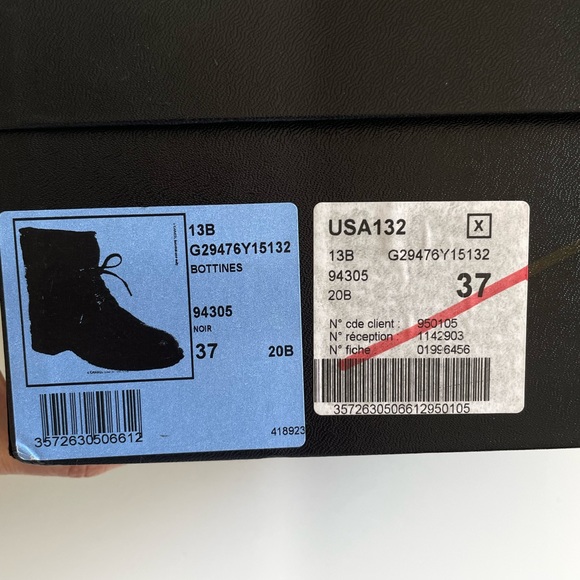 13B
G29476Y15132
BOTTINES
94305
NOIR
37 20B
3572630506612
418923
USA132 X
13B G29476Y15132
94305
37
20B
N° cde client : 950105
N° réception : 1142903
N° fiche : 01996456
3572630506612950105